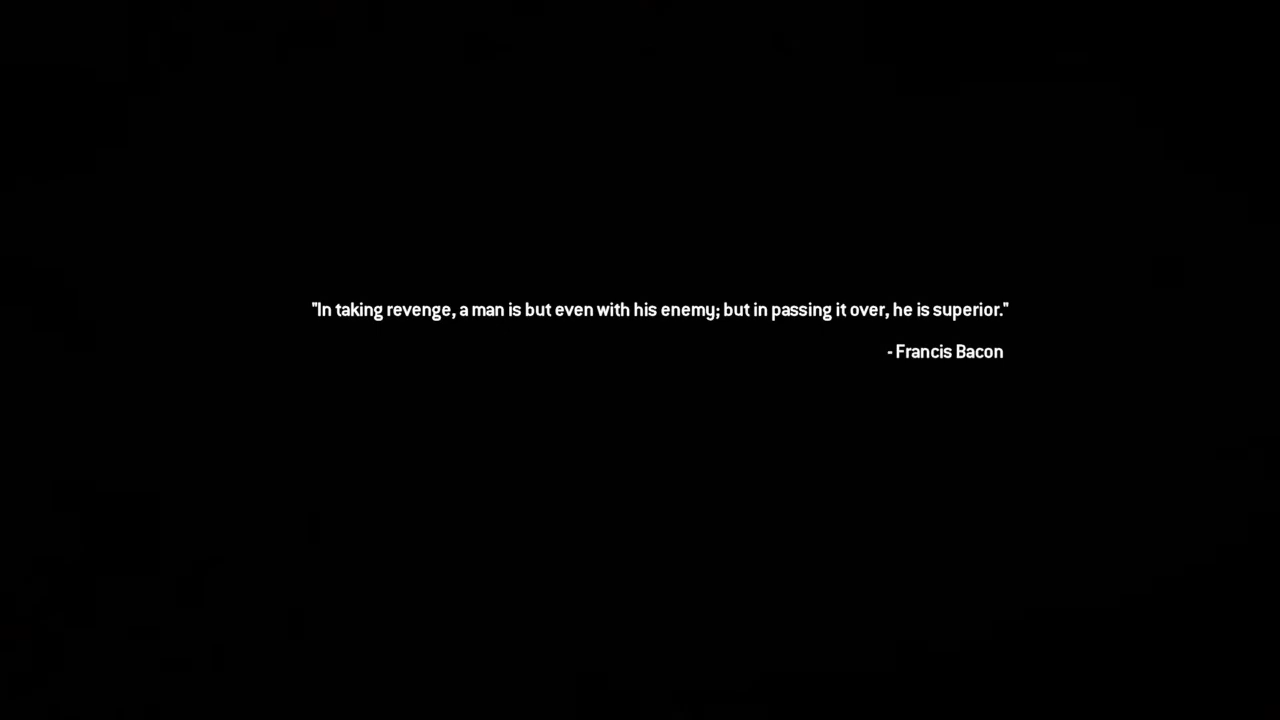 "In taking revenge, a man is but even with his enemy; but in passing it over, he is superior."
- Francis Bacon